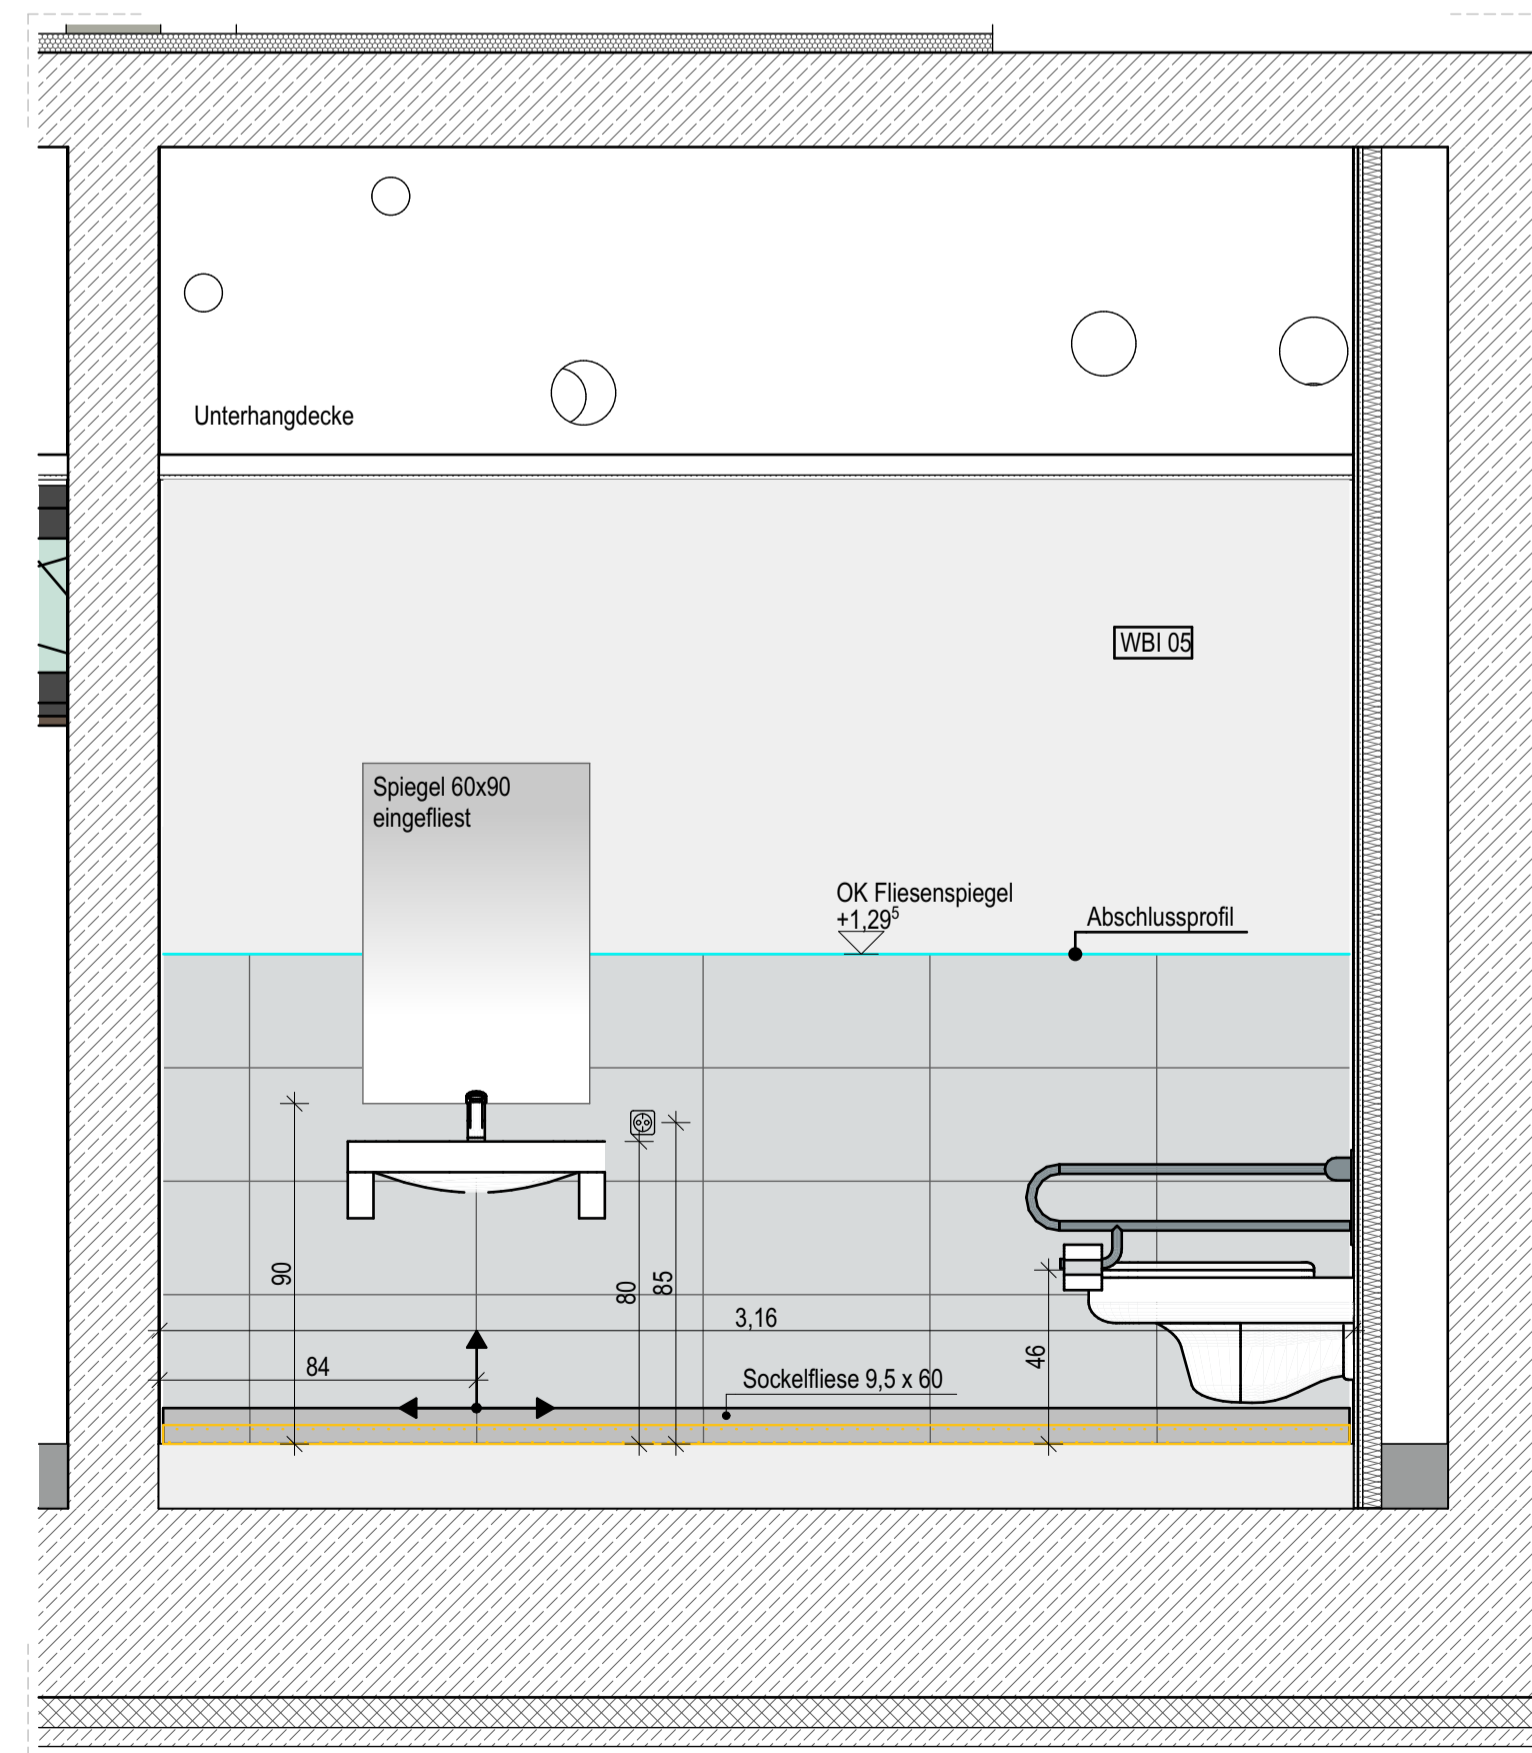 Unterhangdecke
WBI 05
Spiegel 60x90
eingefliest
OK Fliesenspiegel
+1,29⁵
Abschlussprofil
90
80
85
3,16
46
84
Sockelfliese 9,5 x 60